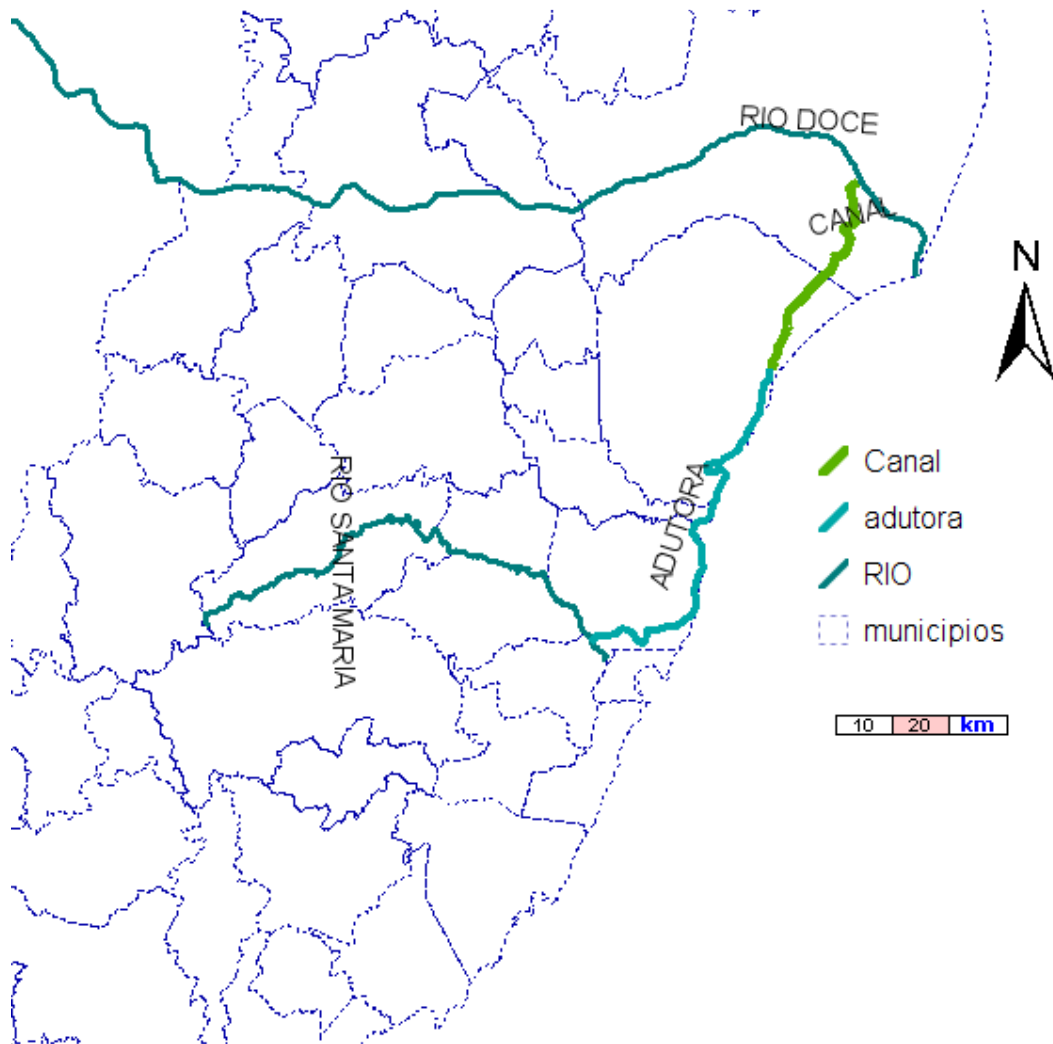 RIO DOCE
CANAL
N
ADUTORA
RIO SANTA MARIA
Canal
adutora
RIO
municipios
10 20 km